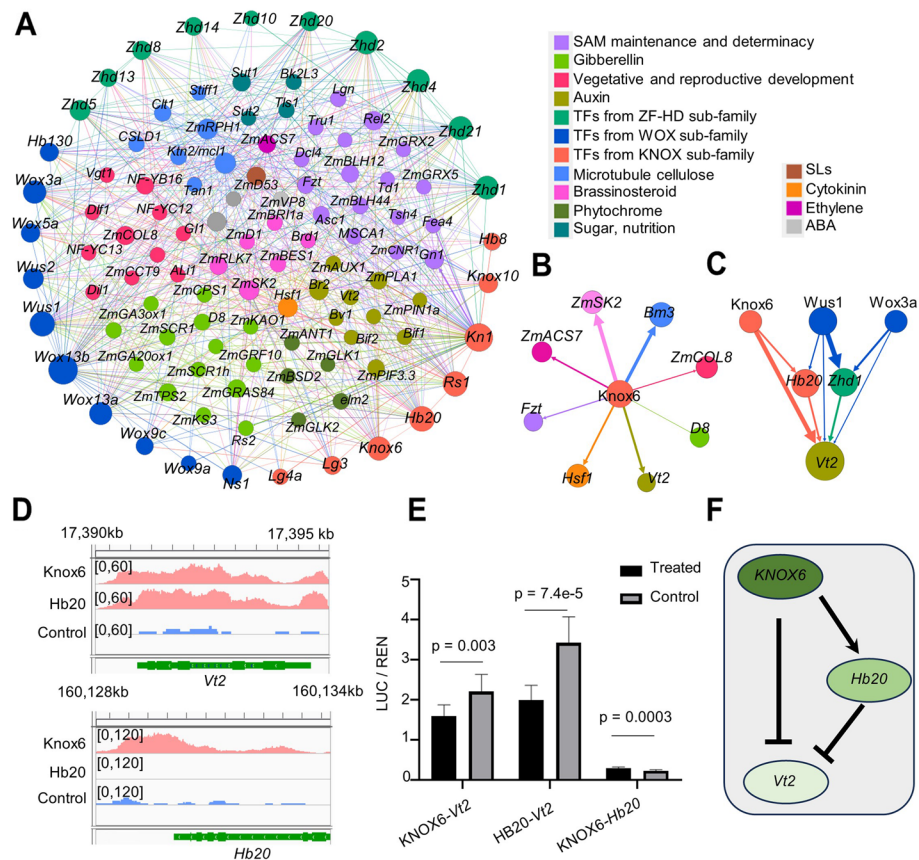 A
Zhd10
Zhd20
Zhd14
Zhd2
Zhd8
Sut1
Bk2L3
Zhd13
Stiff1
Lgn
Zhd4
Clt1
Sut2
Tls1
Rel2
Zhd5
ZmRPH1
Tru1
ZmACS7
ZmGRX2
Zhd21
CSLD1
Hb130
Ktn2/mcl1
Dcl4
ZmBLH12
Vgt1
NF-YB16
ZmD53
Fzt
ZmGRX5
Wox3a
Tan1
Td1
Zhd1
ZmVP8
ZmBLH44
Dlf1
NF-YC12
ZmBRI1a
Tsh4
Wox5a
ZmCOL8
Gl1
Asc1
Fea4
ZmD1
Brd1
MSCA1
Hb8
NF-YC13
ZmRLK7
ZmBES1
ZmCNR1
Gn1
Wus2
ZmCCT9
ALi1
ZmAUX1
Knox10
Dil1
ZmCPS1
ZmSK2
Hsf1
Br2
ZmPLA1
Wus1
ZmGA3ox1
Vt2
D8
ZmKAO1
Bv1
ZmPIN1a
ZmSCR1
ZmANT1
Bif2
Bif1
Kn1
Wox13b
ZmGA20ox1
ZmGRF10
ZmGLK1
ZmSCR1h
ZmBSD2
ZmPIF3.3
Rs1
Wox13a
ZmTPS2
ZmGRAS84
elm2
ZmKS3
Hb20
Wox9c
Rs2
ZmGLK2
Knox6
Wox9a
Ns1
Lg4a
Lg3
SAM maintenance and determinacy
Gibberellin
Vegetative and reproductive development
Auxin
TFs from ZF-HD sub-family
TFs from WOX sub-family
TFs from KNOX sub-family
Microtubule cellulose
Brassinosteroid
Phytochrome
Sugar, nutrition
SLs
Cytokinin
Ethylene
ABA
B
ZmSK2
Bm3
ZmACS7
ZmCOL8
Knox6
Fzt
D8
Hsf1
Vt2
C
Knox6
Wus1
Wox3a
Hb20
Zhd1
Vt2
D
17,390kb
17,395 kb
Knox6
[0,60]
Hb20
[0,60]
Control
[0,60]
Vt2
160,128kb
160,134kb
Knox6
[0,120]
Hb20
[0,120]
Control
[0,120]
Hb20
E
Treated
Control
LUC / REN
5
4
3
2
1
0
p = 0.003
p = 7.4e-5
p = 0.0003
KNOX6-Vt2
HB20-Vt2
KNOX6-Hb20
F
KNOX6
Hb20
Vt2